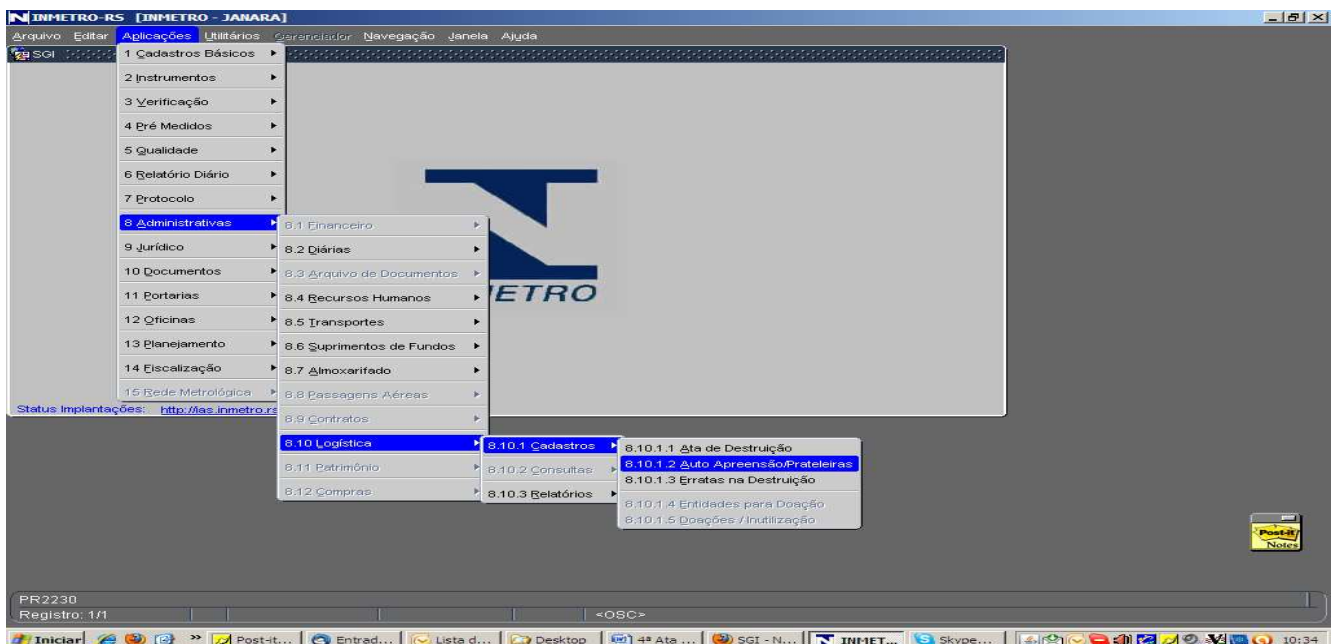 INMETRO-RS [INMETRO - JANARA]
Arquivo Editar Aplicações Utilitários Gerenciador Navegação Janela Ajuda
SGI
1 Cadastros Básicos
2 Instrumentos
3 Verificação
4 Pré Medidos
5 Qualidade
6 Relatório Diário
7 Protocolo
8 Administrativas
9 Jurídico
10 Documentos
11 Portarias
12 Oficinas
13 Planejamento
14 Fiscalização
15 Rede Metrológica
8.1 Financeiro
8.2 Diárias
8.3 Arquivo de Documentos
8.4 Recursos Humanos
8.5 Transportes
8.6 Suprimentos de Fundos
8.7 Almoxarifado
8.8 Passagens Aéreas
8.9 Contratos
8.10 Logística
8.11 Patrimônio
8.12 Compras
8.10.1 Cadastros
8.10.2 Consultas
8.10.3 Relatórios
8.10.1.1 Ata de Destruição
8.10.1.2 Auto Apreensão/Prateleiras
8.10.1.3 Erratas na Destruição
8.10.1.4 Entidades para Doação
8.10.1.5 Doações / Inutilização
METRO
Status Implantações: http://ias.inmetro.rs
Post-it
Notes
PR2230
Registro: 1/1 <OSC>
Iniciar » Post-it... Entrad... Lista d... Desktop 4ª Ata ... SGI - N... INMET... Skype... 10:34